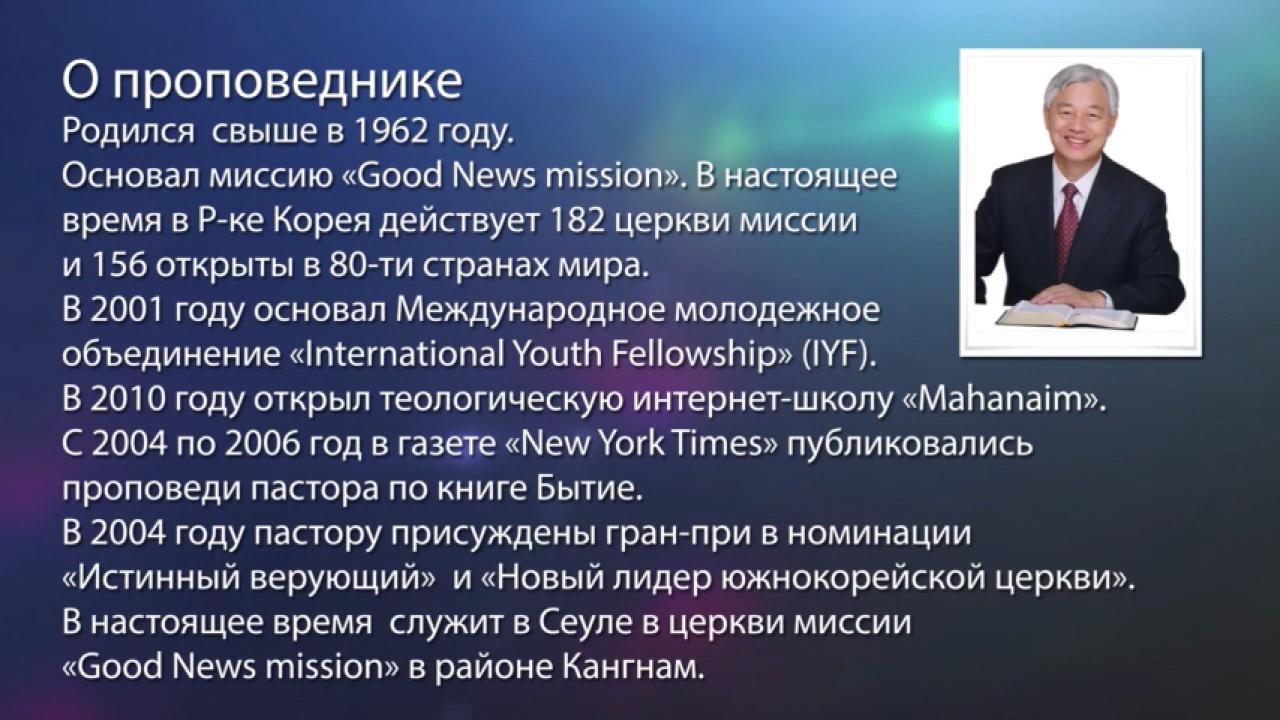 О проповеднике
Родился  свыше в 1962 году.
Основал миссию «Good News mission». В настоящее
время в Р-ке Корея действует 182 церкви миссии
и 156 открыты в 80-ти странах мира.
В 2001 году основал Международное молодежное
объединение «International Youth Fellowship» (IYF).
В 2010 году открыл теологическую интернет-школу «Mahanaim».
С 2004 по 2006 год в газете «New York Times» публиковались
проповеди пастора по книге Бытие.
В 2004 году пастору присуждены гран-при в номинации
«Истинный верующий»  и «Новый лидер южнокорейской церкви».
В настоящее время  служит в Сеуле в церкви миссии
«Good News mission» в районе Кангнам.